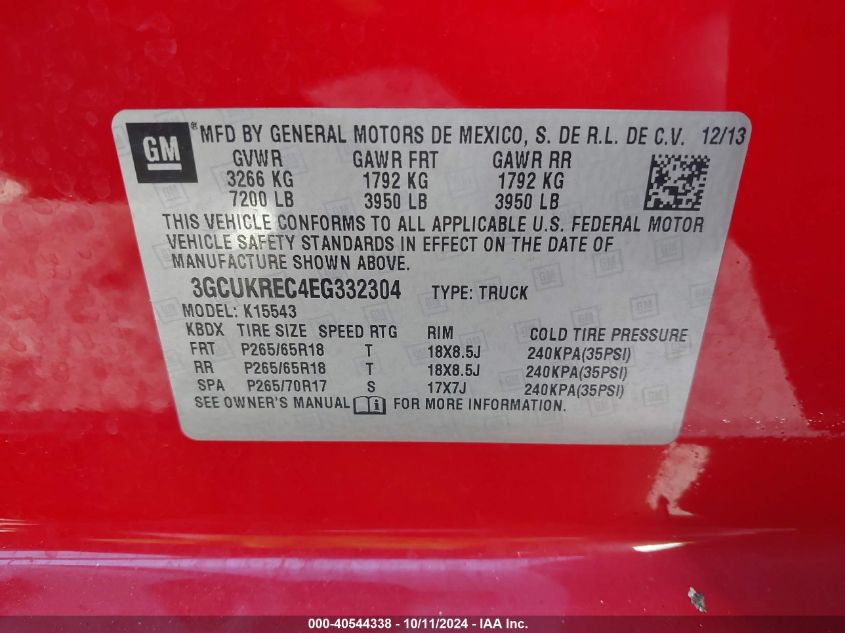 GM ® MFD BY GENERAL MOTORS DE MEXICO, S. DE R.L. DE C.V. 12/13
GVWR GAWR FRT GAWR RR
3266 KG 1792 KG 1792 KG
7200 LB 3950 LB 3950 LB
THIS VEHICLE CONFORMS TO ALL APPLICABLE U.S. FEDERAL MOTOR
VEHICLE SAFETY STANDARDS IN EFFECT ON THE DATE OF
MANUFACTURE SHOWN ABOVE.
3GCUKREC4EG332304 TYPE: TRUCK
MODEL: K15543
KBDX TIRE SIZE SPEED RTG RIM COLD TIRE PRESSURE
FRT P265/65R18 T 18X8.5J 240KPA(35PSI)
RR P265/65R18 T 18X8.5J 240KPA(35PSI)
SPA P265/70R17 S 17X7J 240KPA(35PSI)
SEE OWNER'S MANUAL FOR MORE INFORMATION.
000-40544338 - 10/11/2024 - IAA Inc.